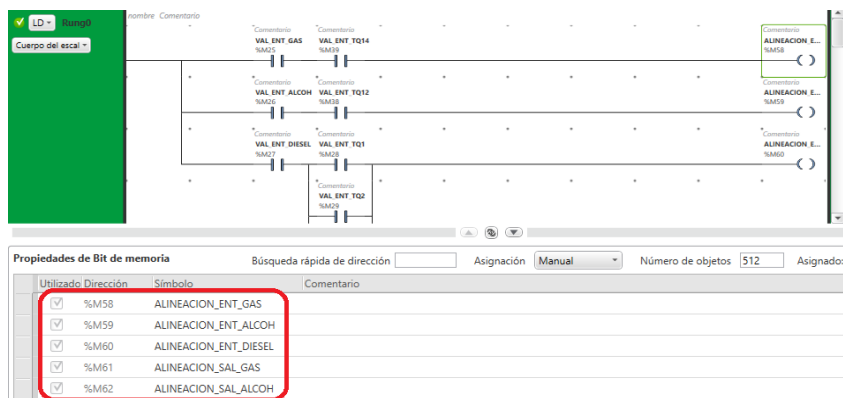 LD Rung0 nombre Comentario
Cuerpo del escal
Comentario Comentario Comentario
VAL_ENT_GAS VAL_ENT_TQ14 ALINEACION_E...
%M25 %M39 %M58
Comentario Comentario Comentario
VAL_ENT_ALCOH VAL_ENT_TQ12 ALINEACION_E...
%M26 %M38 %M59
Comentario Comentario Comentario
VAL_ENT_DIESEL VAL_ENT_TQ1 ALINEACION_E...
%M27 %M28 %M60
Comentario
VAL_ENT_TQ2
%M29
Propiedades de Bit de memoria Búsqueda rápida de dirección Asignación Manual Número de objetos 512 Asignado:
Utilizado Dirección Símbolo Comentario
%M58 ALINEACION_ENT_GAS
%M59 ALINEACION_ENT_ALCOH
%M60 ALINEACION_ENT_DIESEL
%M61 ALINEACION_SAL_GAS
%M62 ALINEACION_SAL_ALCOH